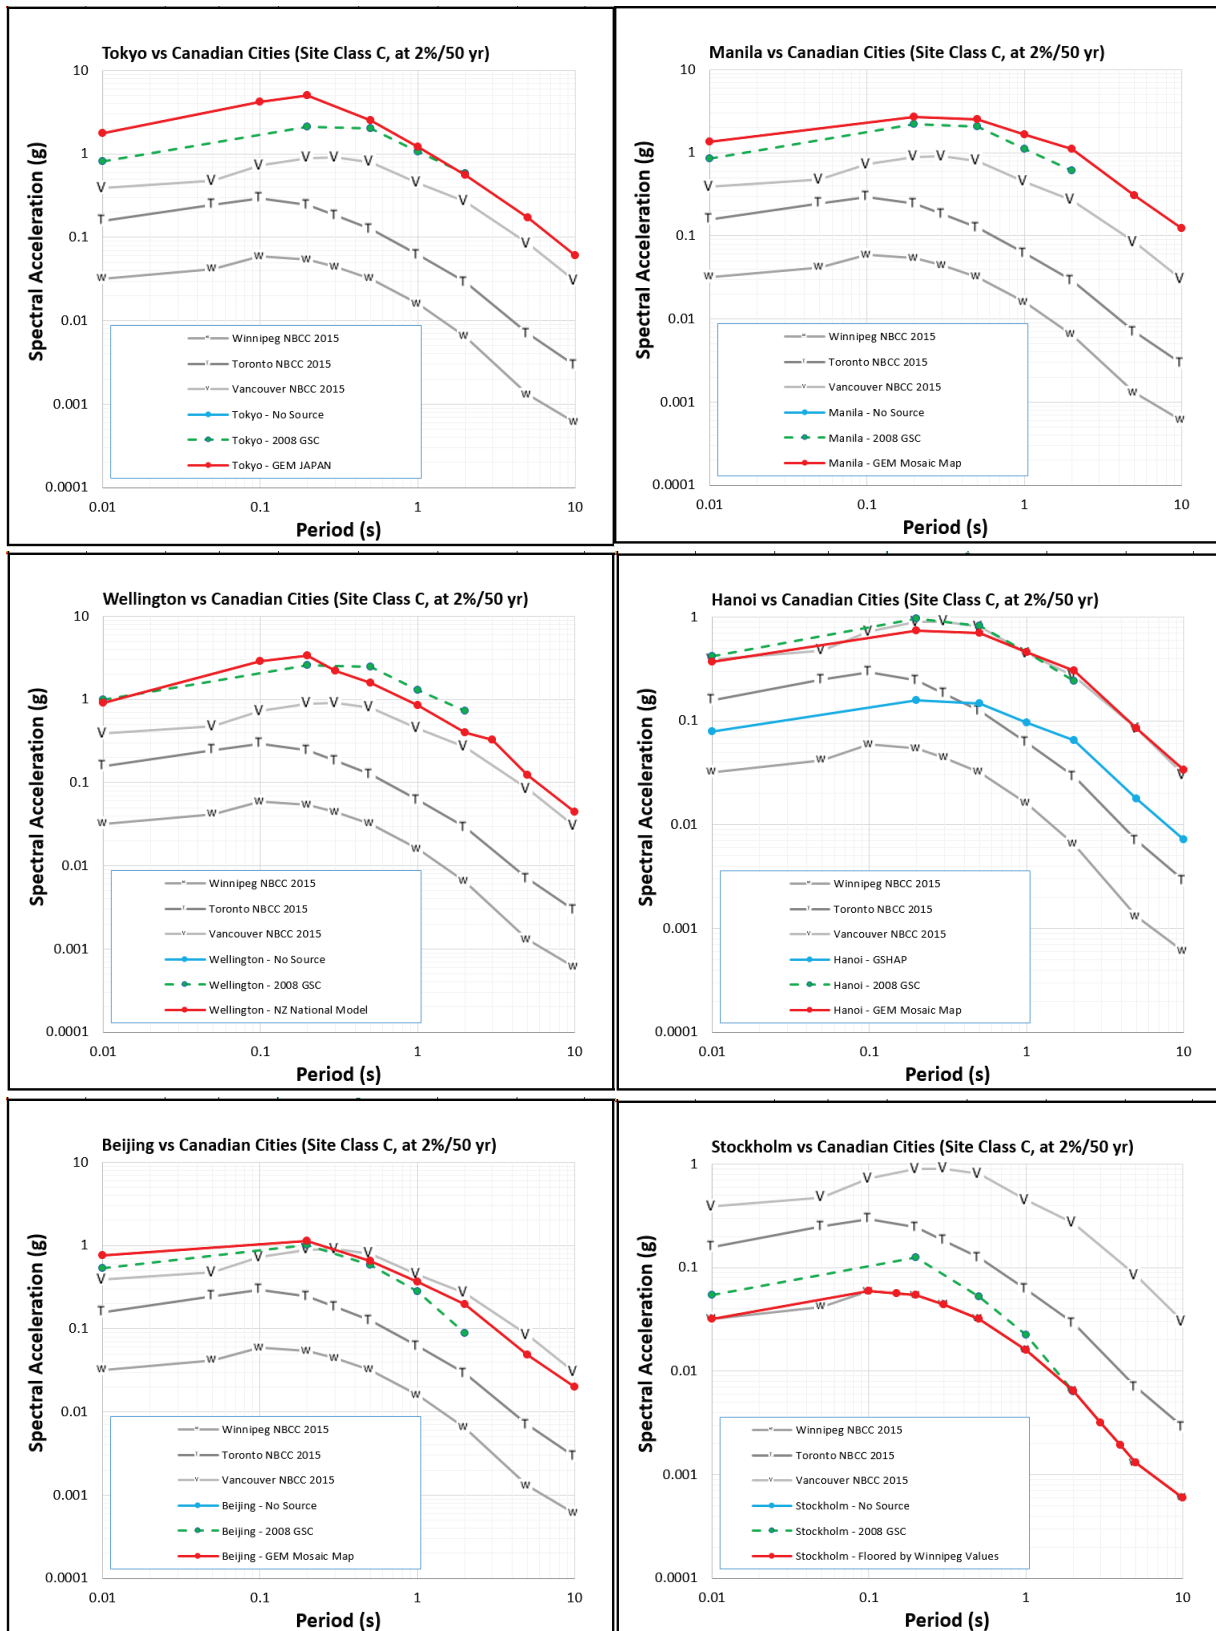 Tokyo vs Canadian Cities (Site Class C, at 2%/50 yr)
10
1
0.1
0.01
0.001
0.0001
Spectral Acceleration (g)
V V V V V V V V V V
T T T T T T T T T T
w w w w w w w w w w
Winnipeg NBCC 2015
Toronto NBCC 2015
Vancouver NBCC 2015
Tokyo - No Source
Tokyo - 2008 GSC
Tokyo - GEM JAPAN
0.01 0.1 1 10
Period (s)
Manila vs Canadian Cities (Site Class C, at 2%/50 yr)
10
1
0.1
0.01
0.001
0.0001
Spectral Acceleration (g)
V V V V V V V V V V
T T T T T T T T T T
w w w w w w w w w w
Winnipeg NBCC 2015
Toronto NBCC 2015
Vancouver NBCC 2015
Manila - No Source
Manila - 2008 GSC
Manila - GEM Mosaic Map
0.01 0.1 1 10
Period (s)
Wellington vs Canadian Cities (Site Class C, at 2%/50 yr)
10
1
0.1
0.01
0.001
0.0001
Spectral Acceleration (g)
V V V V V V V V V V
T T T T T T T T T T
w w w w w w w w w w
Winnipeg NBCC 2015
Toronto NBCC 2015
Vancouver NBCC 2015
Wellington - No Source
Wellington - 2008 GSC
Wellington - NZ National Model
0.01 0.1 1 10
Period (s)
Hanoi vs Canadian Cities (Site Class C, at 2%/50 yr)
1
0.1
0.01
0.001
0.0001
Spectral Acceleration (g)
V V V V V V V V V V
T T T T T T T T T T
w w w w w w w w w w
Winnipeg NBCC 2015
Toronto NBCC 2015
Vancouver NBCC 2015
Hanoi - GSHAP
Hanoi - 2008 GSC
Hanoi - GEM Mosaic Map
0.01 0.1 1 10
Period (s)
Beijing vs Canadian Cities (Site Class C, at 2%/50 yr)
10
1
0.1
0.01
0.001
0.0001
Spectral Acceleration (g)
V V V V V V V V V V
T T T T T T T T T T
w w w w w w w w w w
Winnipeg NBCC 2015
Toronto NBCC 2015
Vancouver NBCC 2015
Beijing - No Source
Beijing - 2008 GSC
Beijing - GEM Mosaic Map
0.01 0.1 1 10
Period (s)
Stockholm vs Canadian Cities (Site Class C, at 2%/50 yr)
1
0.1
0.01
0.001
0.0001
Spectral Acceleration (g)
V V V V V V V V V V
T T T T T T T T T T
Winnipeg NBCC 2015
Toronto NBCC 2015
Vancouver NBCC 2015
Stockholm - No Source
Stockholm - 2008 GSC
Stockholm - Floored by Winnipeg Values
0.01 0.1 1 10
Period (s)